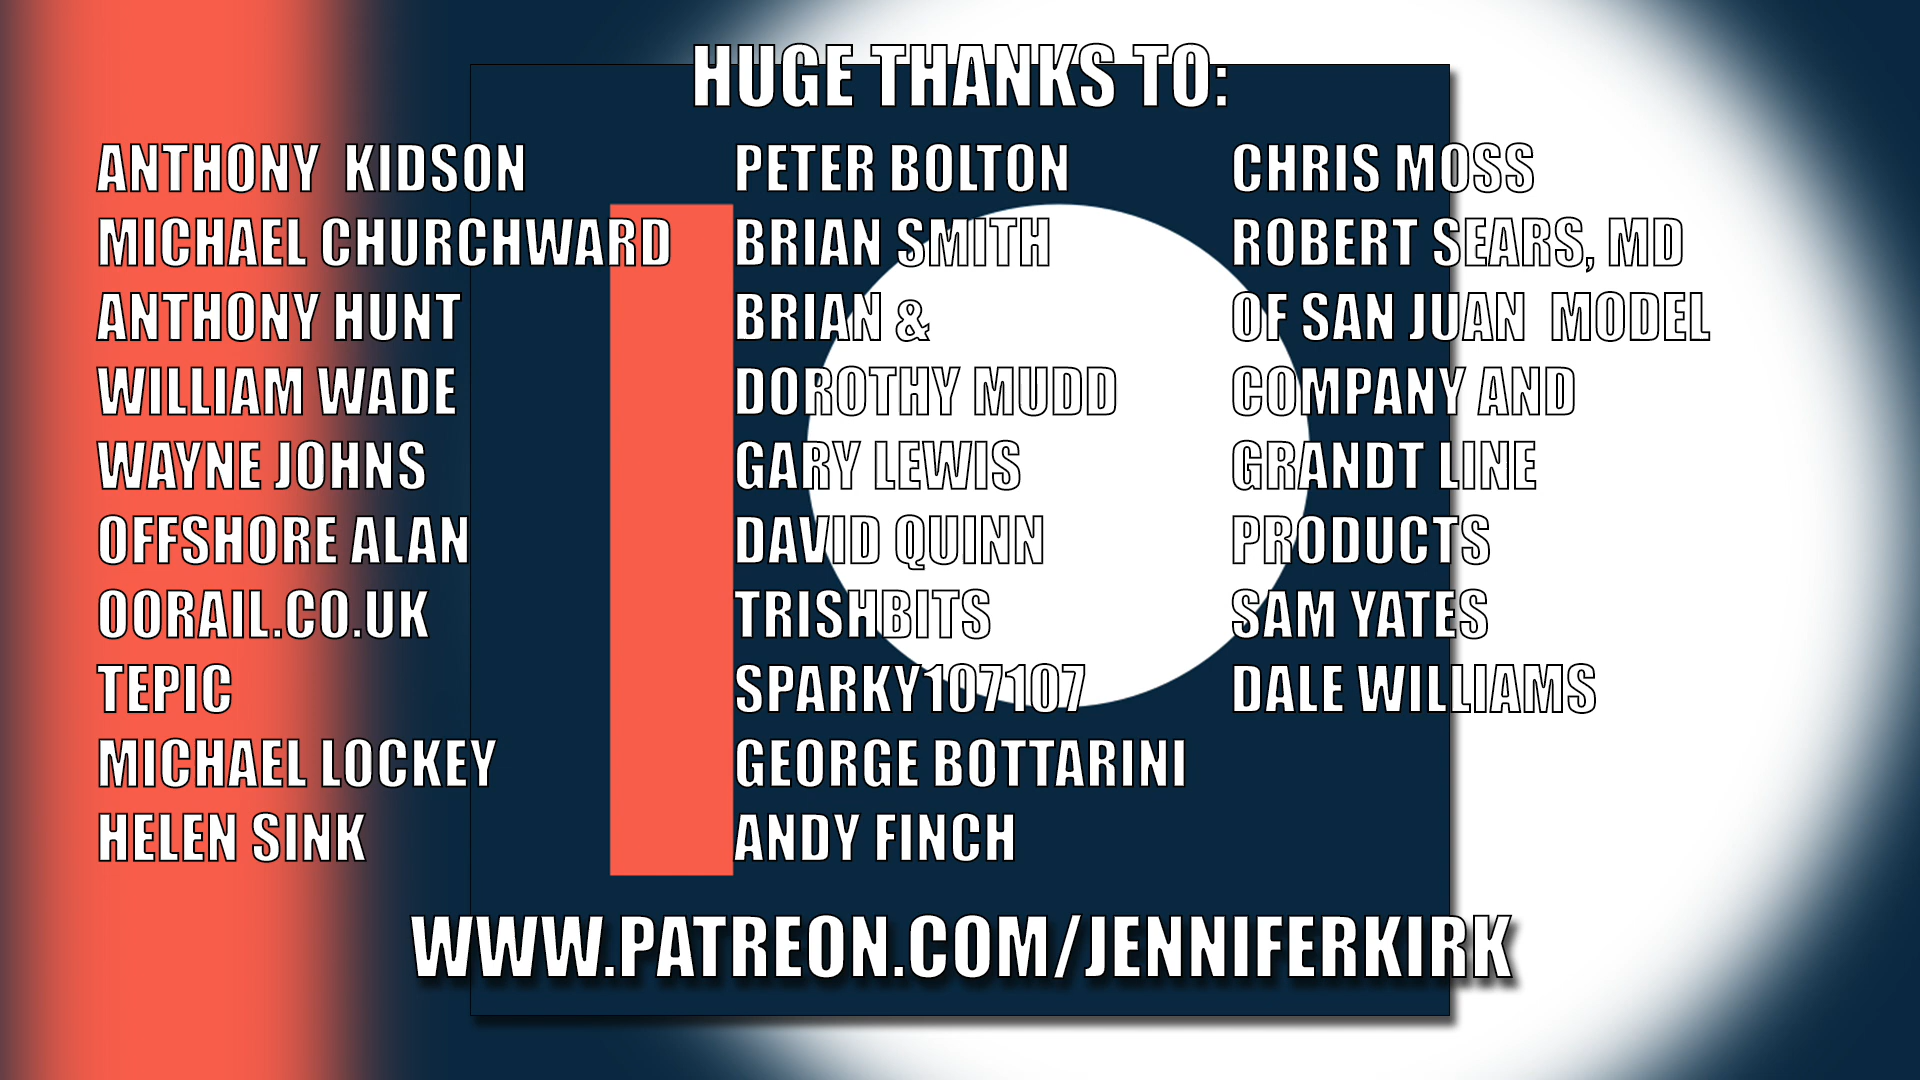 HUGE THANKS TO:
ANTHONY KIDSON
MICHAEL CHURCHWARD
ANTHONY HUNT
WILLIAM WADE
WAYNE JOHNS
OFFSHORE ALAN
OORAIL.CO.UK
TEPIC
MICHAEL LOCKEY
HELEN SINK
PETER BOLTON
BRIAN SMITH
BRIAN &
DOROTHY MUDD
GARY LEWIS
DAVID QUINN
TRISHBITS
SPARKY107107
GEORGE BOTTARINI
ANDY FINCH
CHRIS MOSS
ROBERT SEARS, MD
OF SAN JUAN MODEL
COMPANY AND
GRANDT LINE
PRODUCTS
SAM YATES
DALE WILLIAMS
WWW.PATREON.COM/JENNIFERKIRK